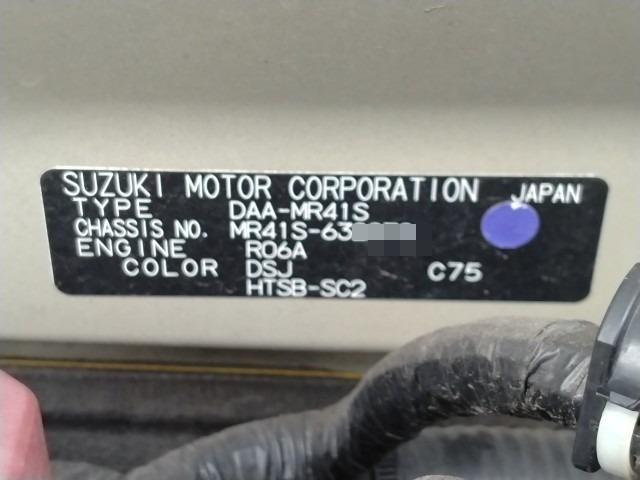 SUZUKI MOTOR CORPORATION JAPAN
TYPE DAA-MR41S
CHASSIS NO. MR41S-63
ENGINE R06A
COLOR DSJ C75
HTSB-SC2